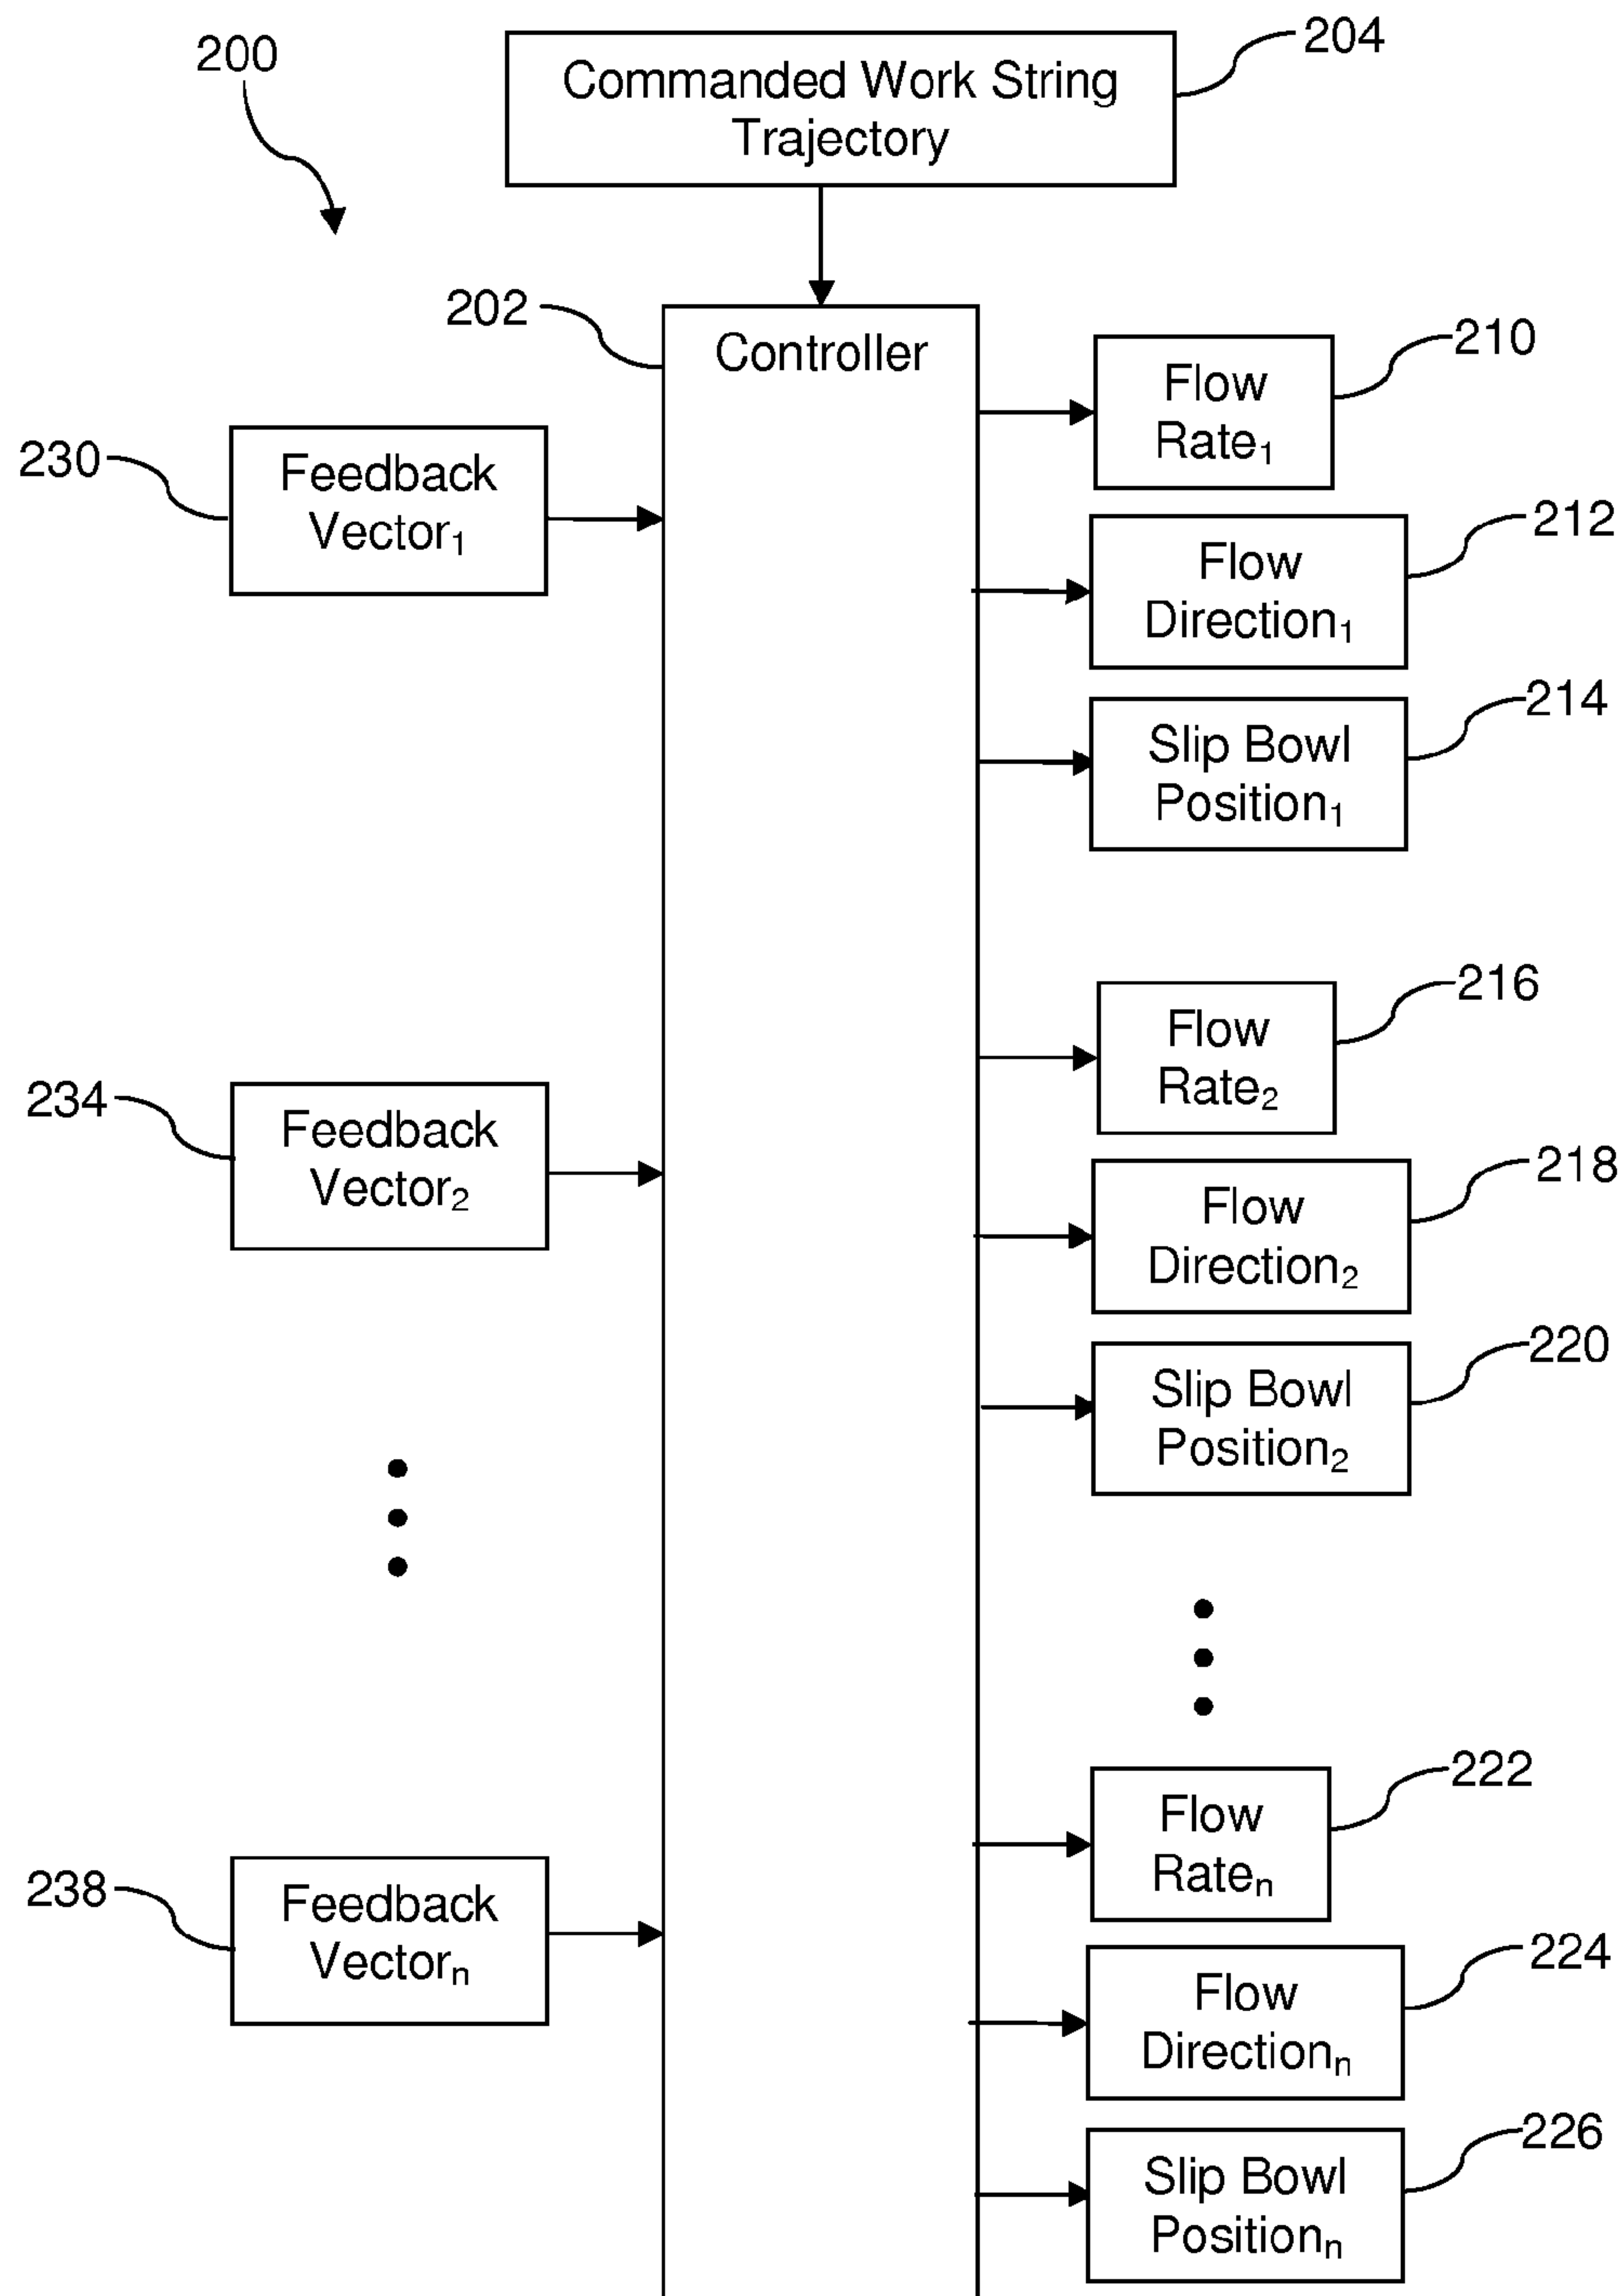 200
204
Commanded Work String
Trajectory
202
Controller
210
Flow
Rate₁
230
Feedback
Vector₁
212
Flow
Direction₁
214
Slip Bowl
Position₁
216
Flow
Rate₂
234
Feedback
Vector₂
218
Flow
Direction₂
220
Slip Bowl
Position₂
222
Flow
Rateₙ
238
Feedback
Vectorₙ
224
Flow
Directionₙ
226
Slip Bowl
Positionₙ